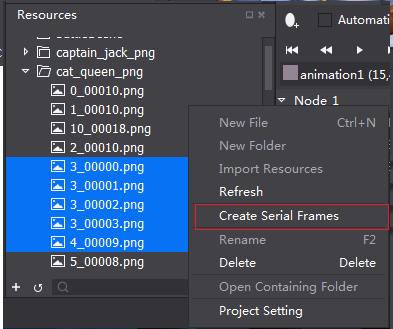 Resources
captain_jack_png
cat_queen_png
0_00010.png
1_00010.png
10_00018.png
2_00010.png
3_00000.png
3_00001.png
3_00002.png
3_00003.png
4_00009.png
5_00008.png
Automati
animation1 (15,
Node 1
New File Ctrl+N
New Folder
Import Resources
Refresh
Create Serial Frames
Rename F2
Delete Delete
Open Containing Folder
Project Setting